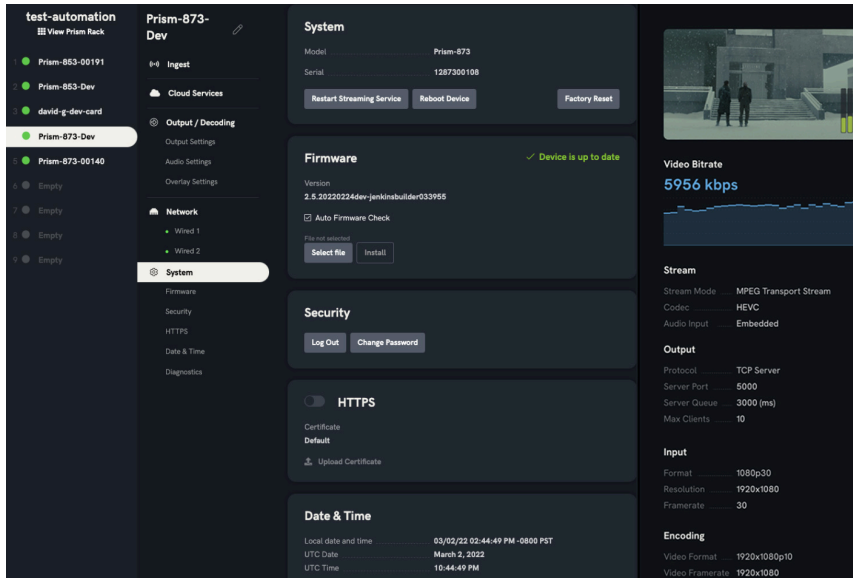 test-automation
View Prism Rack
1 Prism-853-00191
2 Prism-853-Dev
3 david-g-dev-card
Prism-873-Dev
5 Prism-873-00140
6 Empty
7 Empty
8 Empty
9 Empty
Prism-873-
Dev
Ingest
Cloud Services
Output / Decoding
Output Settings
Audio Settings
Overlay Settings
Network
Wired 1
Wired 2
System
Firmware
Security
HTTPS
Date & Time
Diagnostics
System
Model Prism-873
Serial 1287300108
Restart Streaming Service Reboot Device Factory Reset
Firmware Device is up to date
Version
2.5.20220224dev-jenkinsbuilder033955
Auto Firmware Check
File not selected
Select file Install
Security
Log Out Change Password
HTTPS
Certificate
Default
Upload Certificate
Date & Time
Local date and time 03/02/22 02:44:49 PM -0800 PST
UTC Date March 2, 2022
UTC Time 10:44:49 PM
Video Bitrate
5956 kbps
Stream
Stream Mode MPEG Transport Stream
Codec HEVC
Audio Input Embedded
Output
Protocol TCP Server
Server Port 5000
Server Queue 3000 (ms)
Max Clients 10
Input
Format 1080p30
Resolution 1920x1080
Framerate 30
Encoding
Video Format 1920x1080p10
Video Framerate 1920x1080